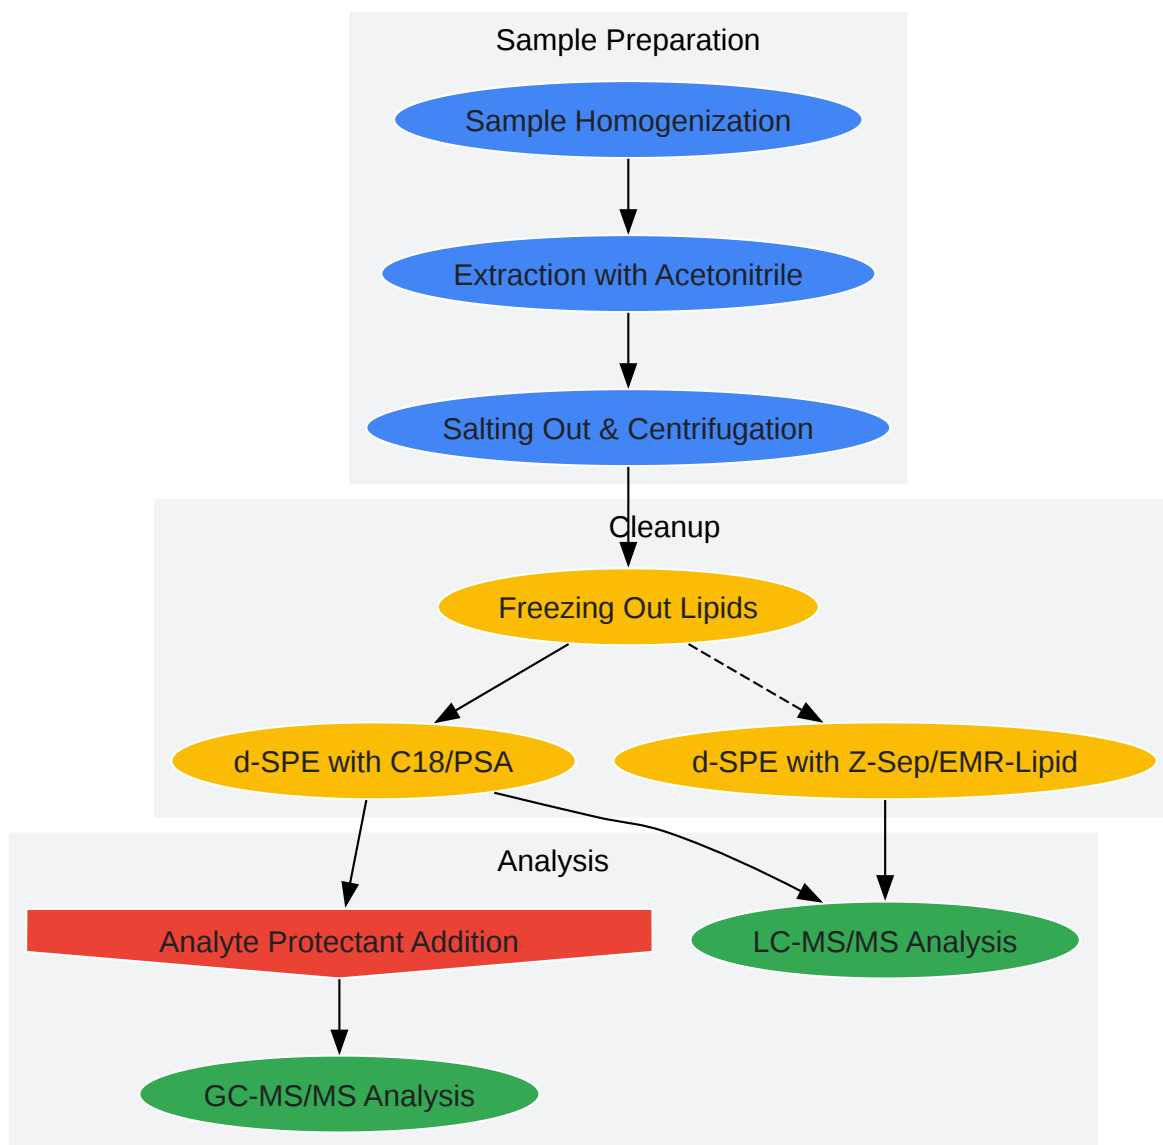 Sample Preparation
Sample Homogenization
Extraction with Acetonitrile
Salting Out & Centrifugation
Cleanup
Freezing Out Lipids
d-SPE with C18/PSA
d-SPE with Z-Sep/EMR-Lipid
Analysis
Analyte Protectant Addition
LC-MS/MS Analysis
GC-MS/MS Analysis